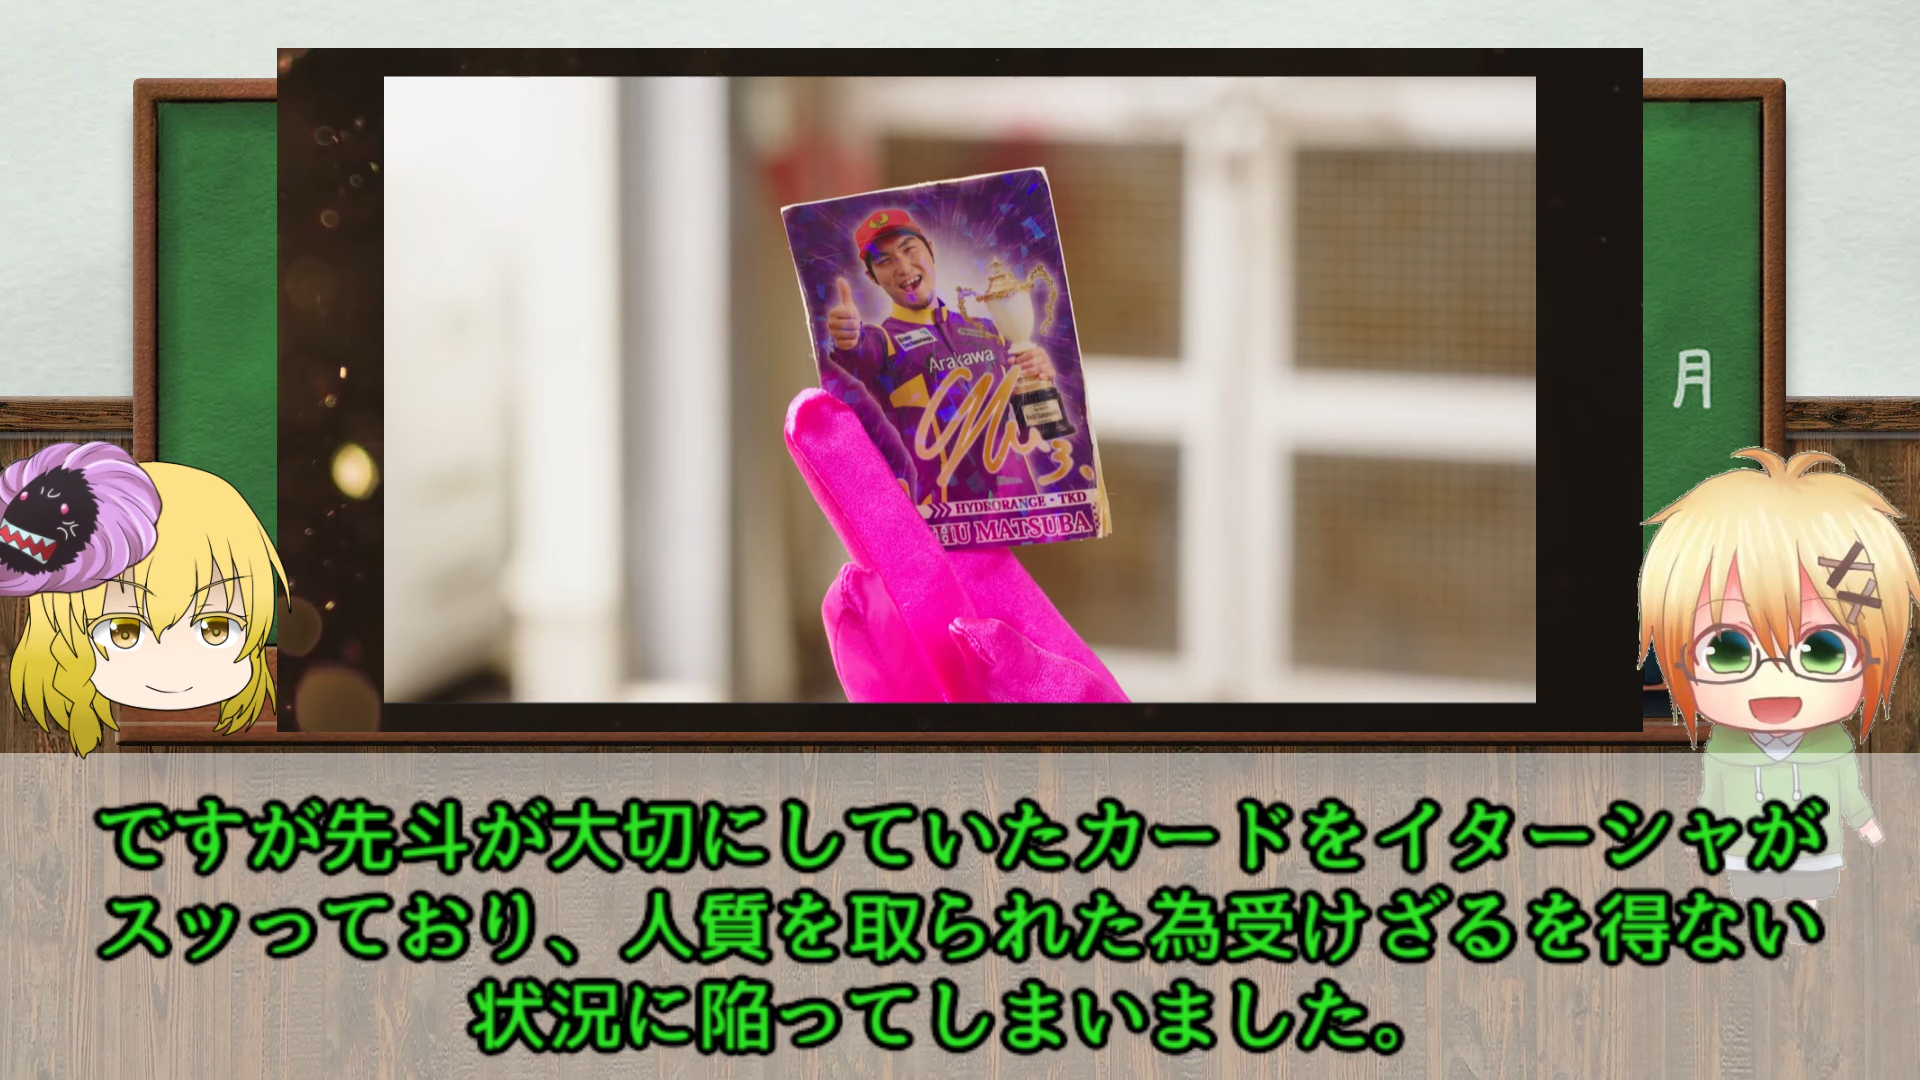 月
Arakawa
HYDRORANGE・TKD
HU MATSUBA
ですが先斗が大切にしていたカードをイターシャが
スッっており、人質を取られた為受けざるを得ない
状況に陥ってしまいました。